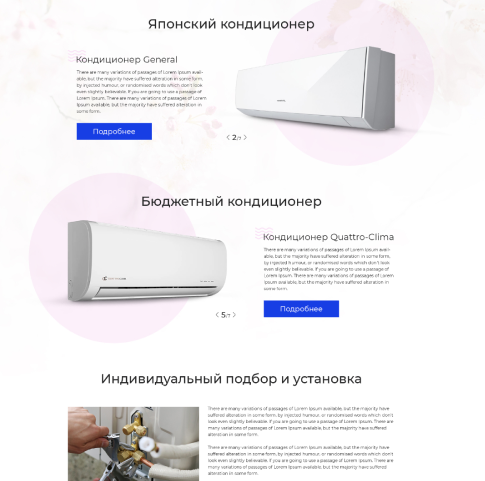 Японский кондиционер
Кондиционер General
There are many variations of passages of Lorem Ipsum avail-
able, but the majority have suffered alteration in some form,
by injected humour, or randomised words which don't look
even slightly believable. If you are going to use a passage of
Lorem Ipsum. There are many variations of passages of Lorem
Ipsum available, but the majority have suffered alteration in
some form.
Подробнее
< 2/7 >
Бюджетный кондиционер
Кондиционер Quattro-Clima
There are many variations of passages of Lorem Ipsum avail-
able, but the majority have suffered alteration in some form,
by injected humour, or randomised words which don't look
even slightly believable. If you are going to use a passage of
Lorem Ipsum. There are many variations of passages of Lorem
Ipsum available, but the majority have suffered alteration in
some form.
Подробнее
< 5/7 >
Индивидуальный подбор и установка
There are many variations of passages of Lorem Ipsum available, but the majority have
suffered alteration in some form, by injected humour, or randomised words which don't
look even slightly believable. If you are going to use a passage of Lorem Ipsum. There are
many variations of passages of Lorem Ipsum available, but the majority have suffered
alteration in some form.
There are many variations of passages of Lorem Ipsum available, but the majority have
suffered alteration in some form, by injected humour, or randomised words which don't
look even slightly believable. If you are going to use a passage of Lorem Ipsum. There are
many variations of passages of Lorem Ipsum available, but the majority have suffered
alteration in some form.